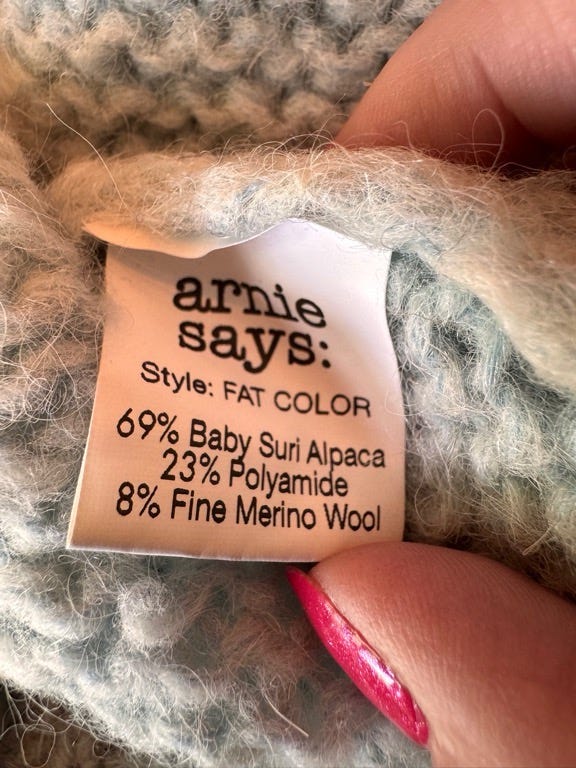 arnie
says:
Style: FAT COLOR
69% Baby Suri Alpaca
23% Polyamide
8% Fine Merino Wool